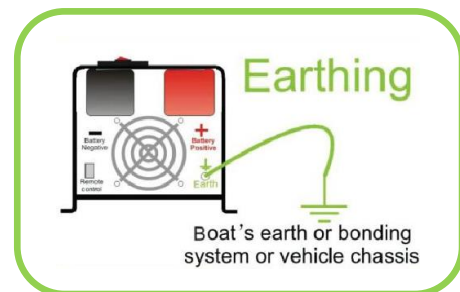 Earthing
Battery
Negative
Battery
Positive
Remote
control
Earth
Boat's earth or bonding
system or vehicle chassis